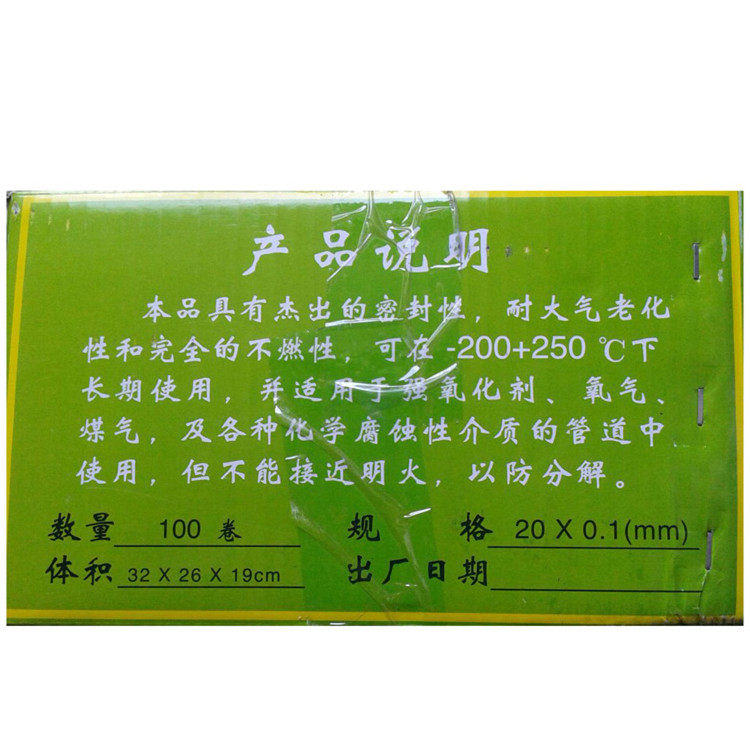 产品说明
本品具有杰出的密封性，耐大气老化
性和完全的不燃性，可在 -200+250 ℃下
长期使用，并适用于强氧化剂、氧气、
煤气，及各种化学腐蚀性介质的管道中
使用，但不能接近明火，以防分解。
数量 100 卷 规 格 20 X 0.1(mm)
体积 32 X 26 X 19cm 出厂日期